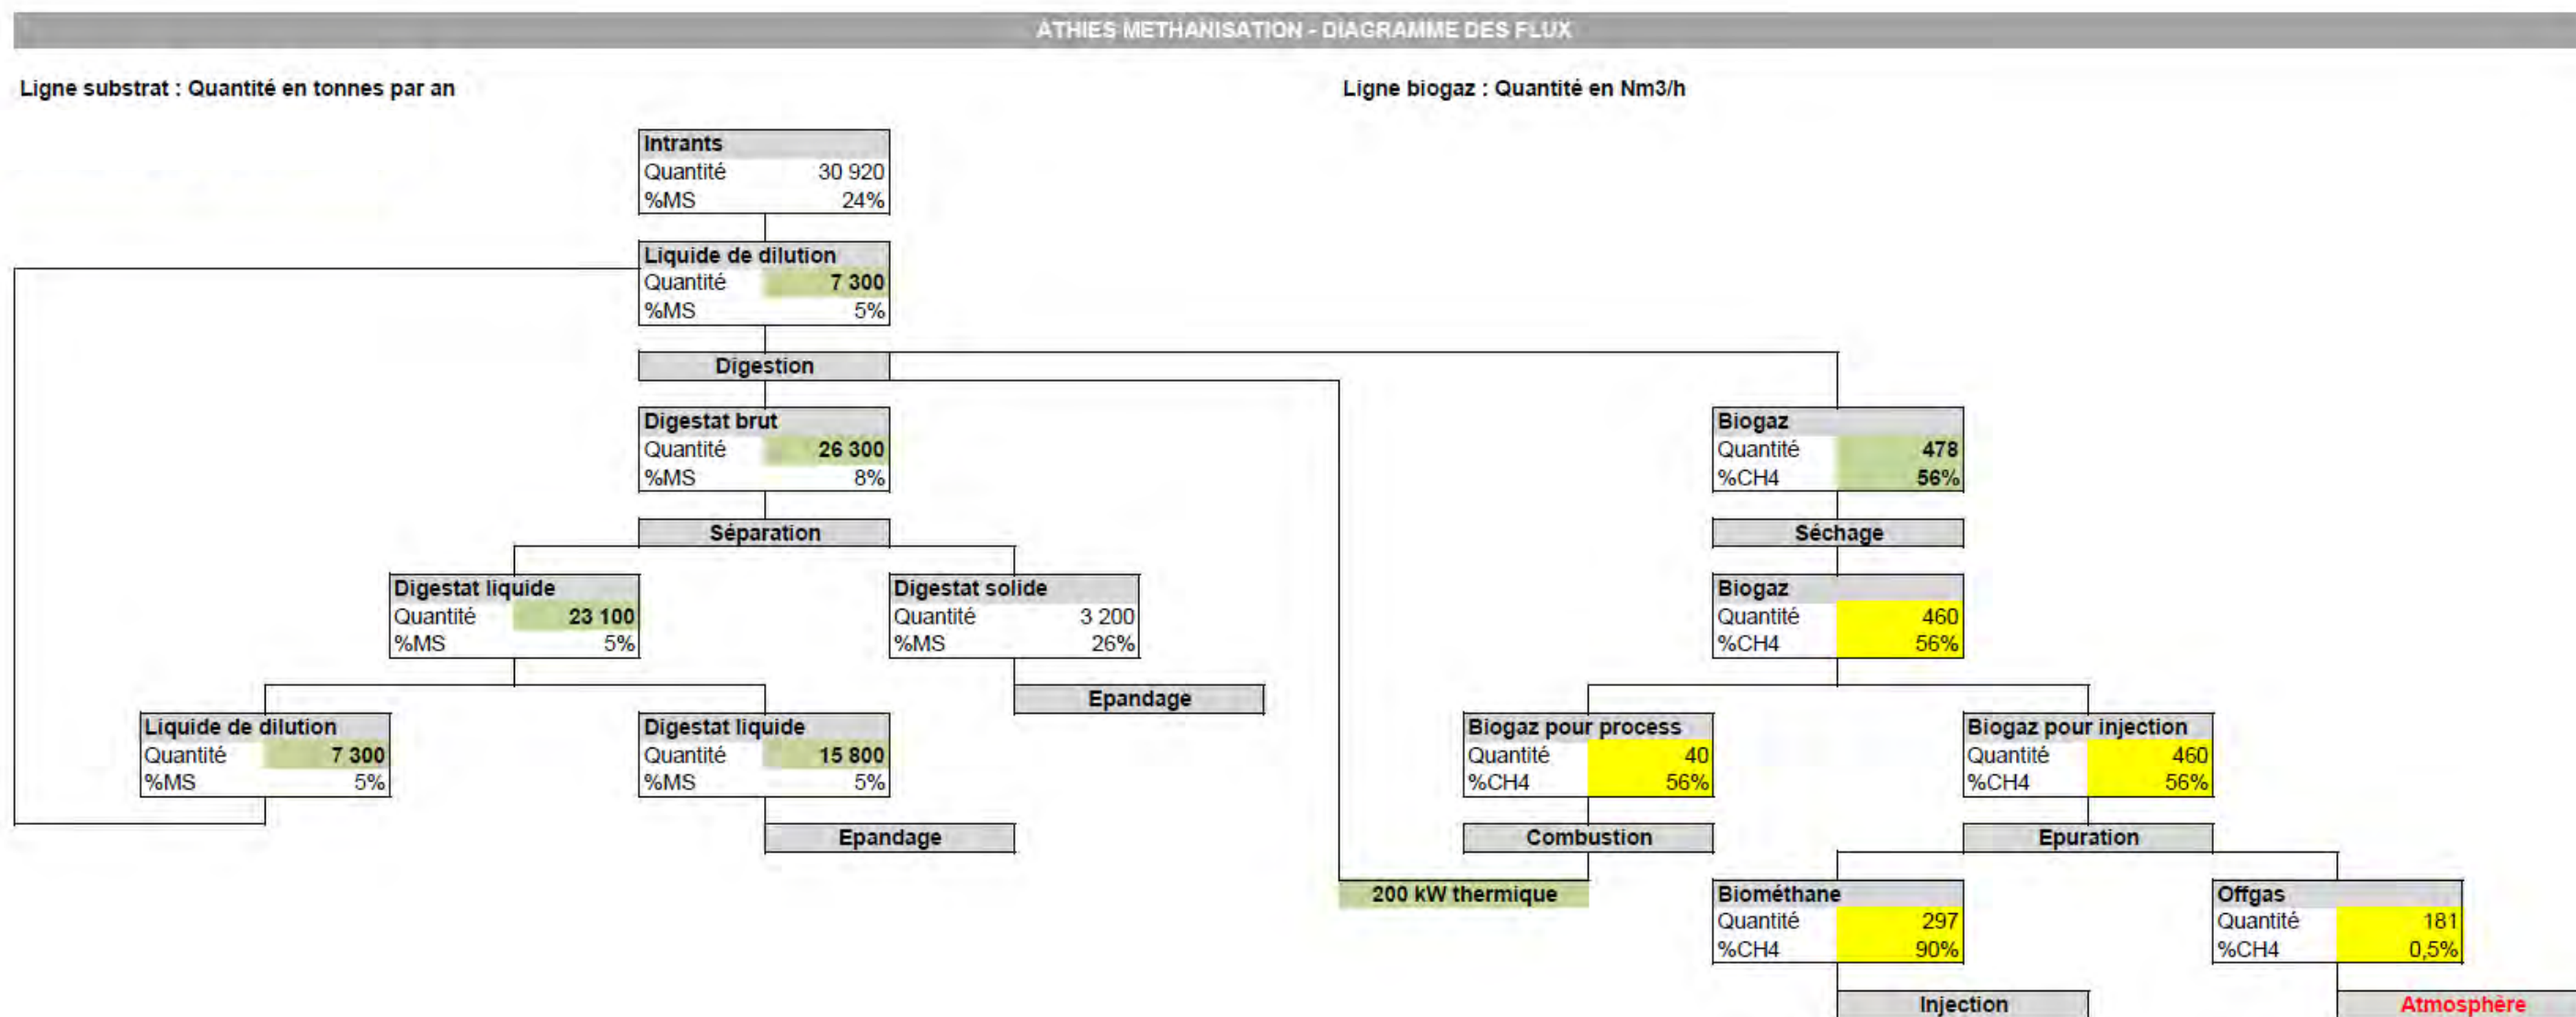 ATHIES METHANISATION - DIAGRAMME DES FLUX
Ligne substrat : Quantité en tonnes par an
Ligne biogaz : Quantité en Nm3/h
Intrants
Quantité 30 920
%MS 24%
Liquide de dilution
Quantité 7 300
%MS 5%
Digestion
Digestat brut
Quantité 26 300
%MS 8%
Biogaz
Quantité 478
%CH4 56%
Séparation
Séchage
Digestat liquide
Quantité 23 100
%MS 5%
Digestat solide
Quantité 3 200
%MS 26%
Biogaz
Quantité 460
%CH4 56%
Epandage
Liquide de dilution
Quantité 7 300
%MS 5%
Digestat liquide
Quantité 15 800
%MS 5%
Biogaz pour process
Quantité 40
%CH4 56%
Biogaz pour injection
Quantité 460
%CH4 56%
Epandage
Combustion
Epuration
200 kW thermique
Biométhane
Quantité 297
%CH4 90%
Offgas
Quantité 181
%CH4 0,5%
Injection
Atmosphère